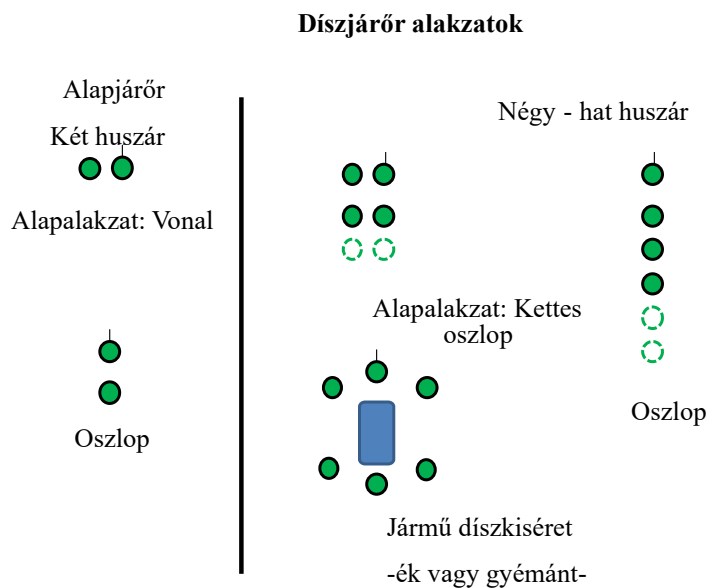 Díszjárőr alakzatok
Alapjárőr
Két huszár
Alapalakzat: Vonal
Oszlop
Négy - hat huszár
Alapalakzat: Kettes
oszlop
Oszlop
Jármű díszkiséret
-ék vagy gyémánt-